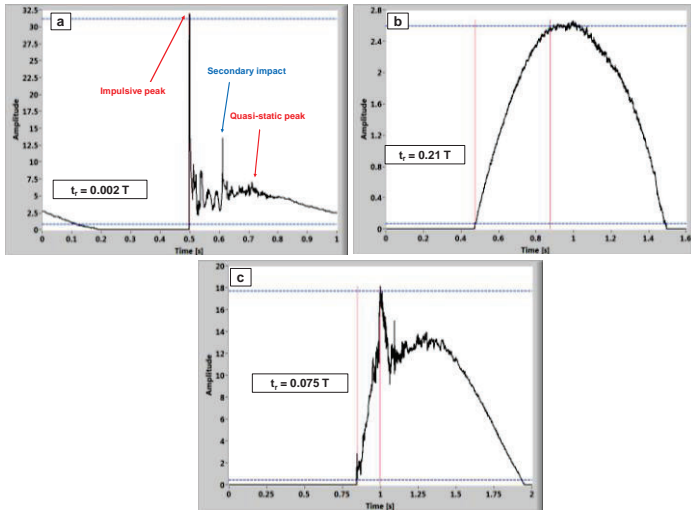 a
Impulsive peak
Secondary impact
Quasi-static peak
t_r = 0.002 T
Amplitude
32.5
30
27.5
25
22.5
20
17.5
15
12.5
10
7.5
5
2.5
0
0 0.1 0.2 0.3 0.4 0.5 0.6 0.7 0.8 0.9 1
Time [s]
b
t_r = 0.21 T
Amplitude
2.8
2.4
2
1.6
1.2
0.8
0.4
0
0 0.2 0.4 0.6 0.8 1 1.2 1.4 1.6
Time [s]
c
t_r = 0.075 T
Amplitude
20
18
16
14
12
10
8
6
4
2
0
0 0.25 0.5 0.75 1 1.25 1.5 1.75 2
Time [s]